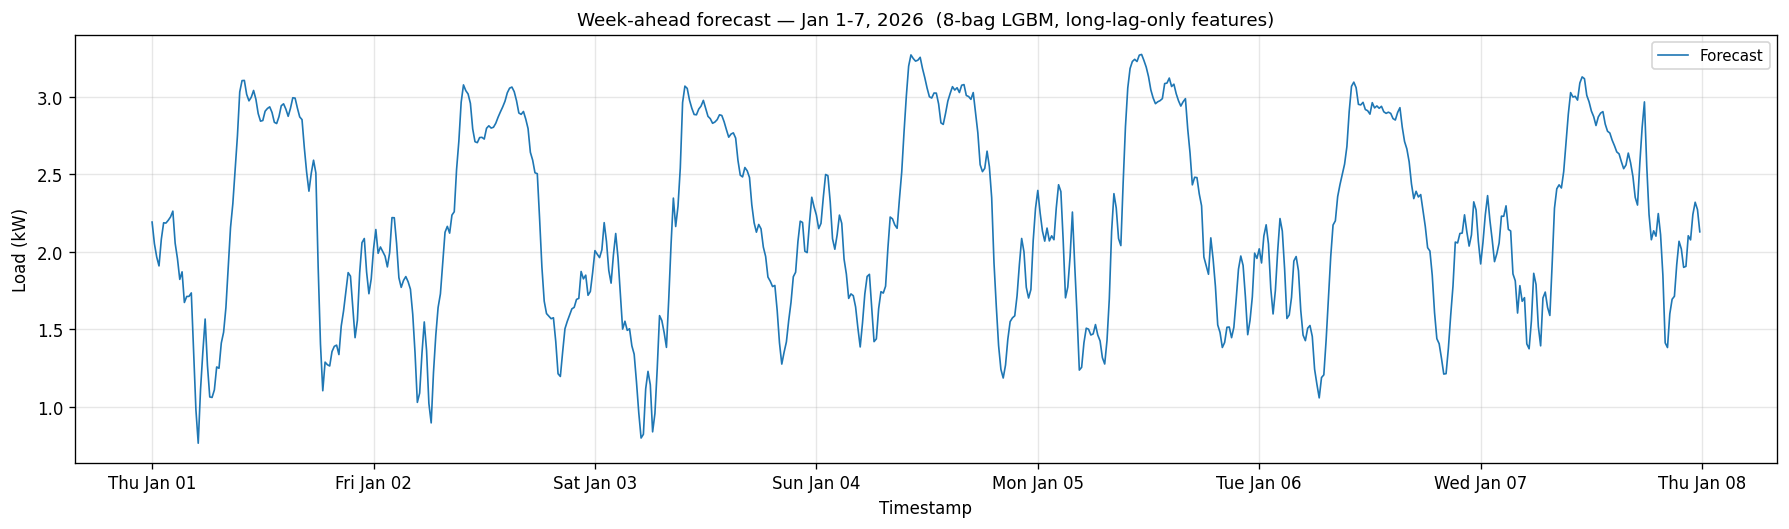 Week-ahead forecast — Jan 1-7, 2026  (8-bag LGBM, long-lag-only features)
Forecast
Load (kW)
3.0
2.5
2.0
1.5
1.0
Thu Jan 01
Fri Jan 02
Sat Jan 03
Sun Jan 04
Mon Jan 05
Tue Jan 06
Wed Jan 07
Thu Jan 08
Timestamp